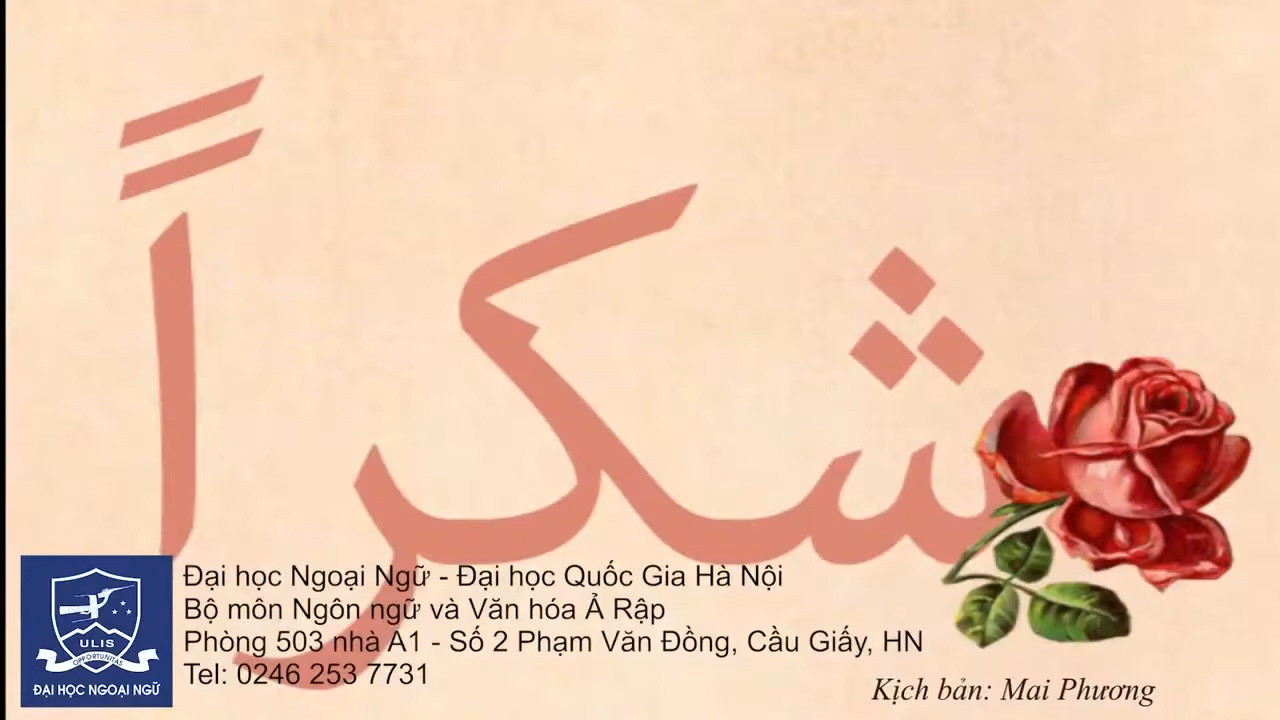 شكراً
Đại học Ngoại Ngữ - Đại học Quốc Gia Hà Nội
Bộ môn Ngôn ngữ và Văn hóa Ả Rập
Phòng 503 nhà A1 - Số 2 Phạm Văn Đồng, Cầu Giấy, HN
Tel: 0246 253 7731
ULIS
OPPORTUNITAS
ĐẠI HỌC NGOẠI NGỮ
Kịch bản: Mai Phương